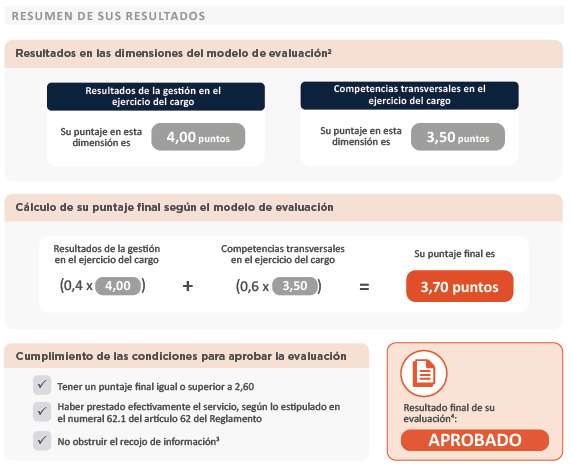 RESUMEN DE SUS RESULTADOS
Resultados en las dimensiones del modelo de evaluación²
Resultados de la gestión en el
ejercicio del cargo
Su puntaje en esta
dimensión es
4,00 puntos
Competencias transversales en el
ejercicio del cargo
Su puntaje en esta
dimensión es
3,50 puntos
Cálculo de su puntaje final según el modelo de evaluación
Resultados de la gestión
en el ejercicio del cargo
(0,4 x 4,00)
+
Competencias transversales
en el ejercicio del cargo
(0,6 x 3,50)
=
Su puntaje final es
3,70 puntos
Cumplimiento de las condiciones para aprobar la evaluación
Tener un puntaje final igual o superior a 2,60
Haber prestado efectivamente el servicio, según lo estipulado en
el numeral 62.1 del artículo 62 del Reglamento
No obstruir el recojo de información³
Resultado final de su
evaluación⁴:
APROBADO